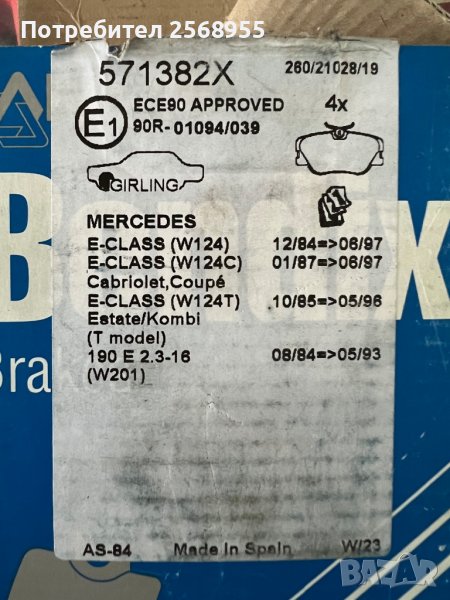 Потребител 2568955
571382X
260/21028/19
E1
ECE90 APPROVED
90R-01094/039
4x
GIRLING
MERCEDES
E-CLASS (W124) 12/84=>06/97
E-CLASS (W124C) 01/87=>06/97
Cabriolet,Coupé
E-CLASS (W124T) 10/85=>05/96
Estate/Kombi
(T model)
190 E 2.3-16 08/84=>05/93
(W201)
Bendix
AS-84 Made In Spain W/23
BAZAR